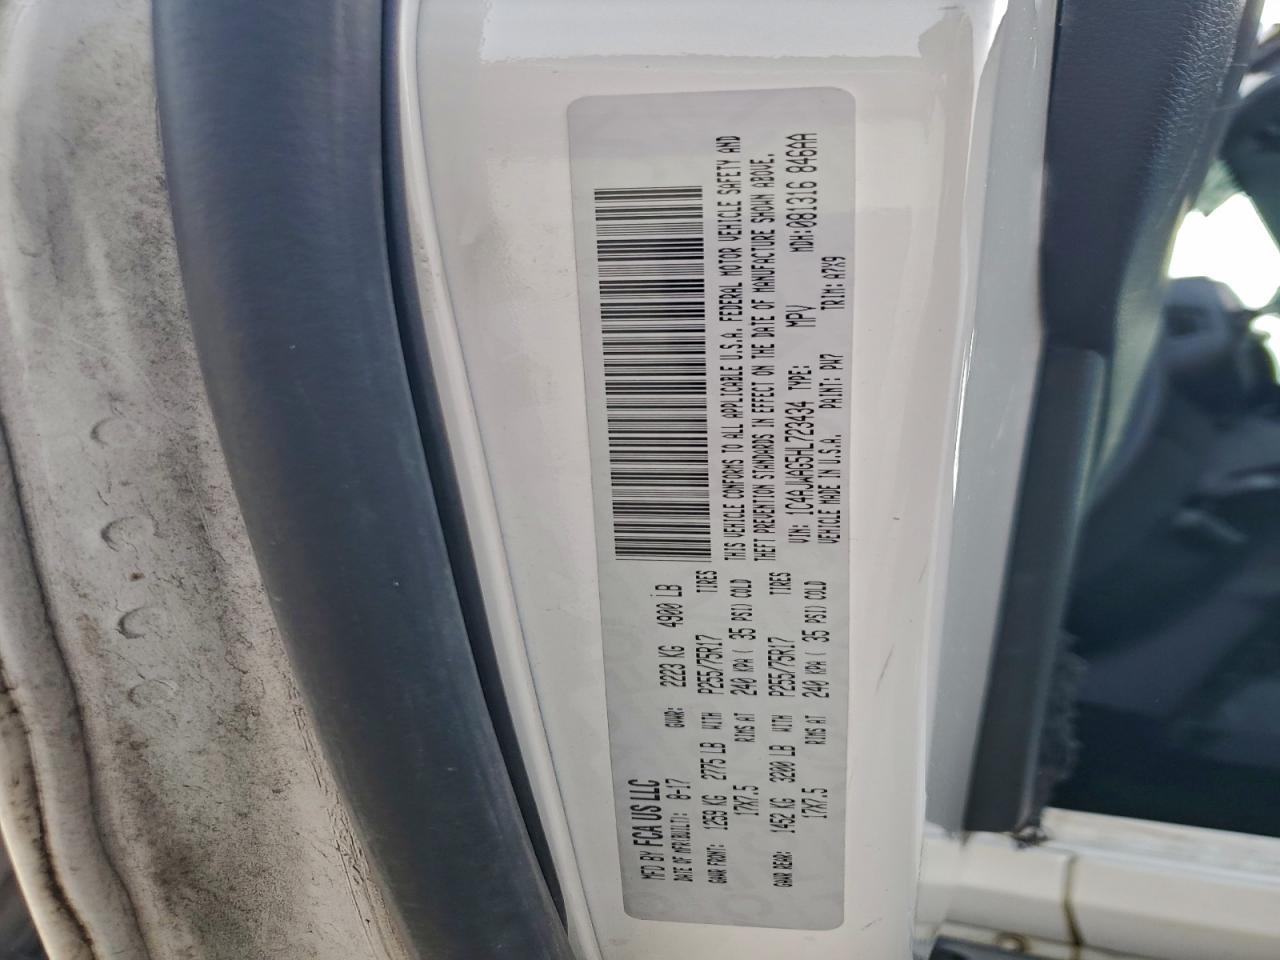 MFD BY FCA US LLC
DATE OF MFR(BUILT): 8-17 GVWR: 2223 KG 4900 LB
GAWR FRONT: 1259 KG 2775 LB WITH P255/75R17 TIRES
17X7.5 RIMS AT 240 KPA ( 35 PSI) COLD
GAWR REAR: 1452 KG 3200 LB WITH P255/75R17 TIRES
17X7.5 RIMS AT 240 KPA ( 35 PSI) COLD
THIS VEHICLE CONFORMS TO ALL APPLICABLE U.S.A. FEDERAL MOTOR VEHICLE SAFETY AND
THEFT PREVENTION STANDARDS IN EFFECT ON THE DATE OF MANUFACTURE SHOWN ABOVE.
VIN: 1C4AJWAG5HL723434 TYPE: MPV MDH:081316 846AA
VEHICLE MADE IN U.S.A. PAINT: PW7 TRIM: A7X9